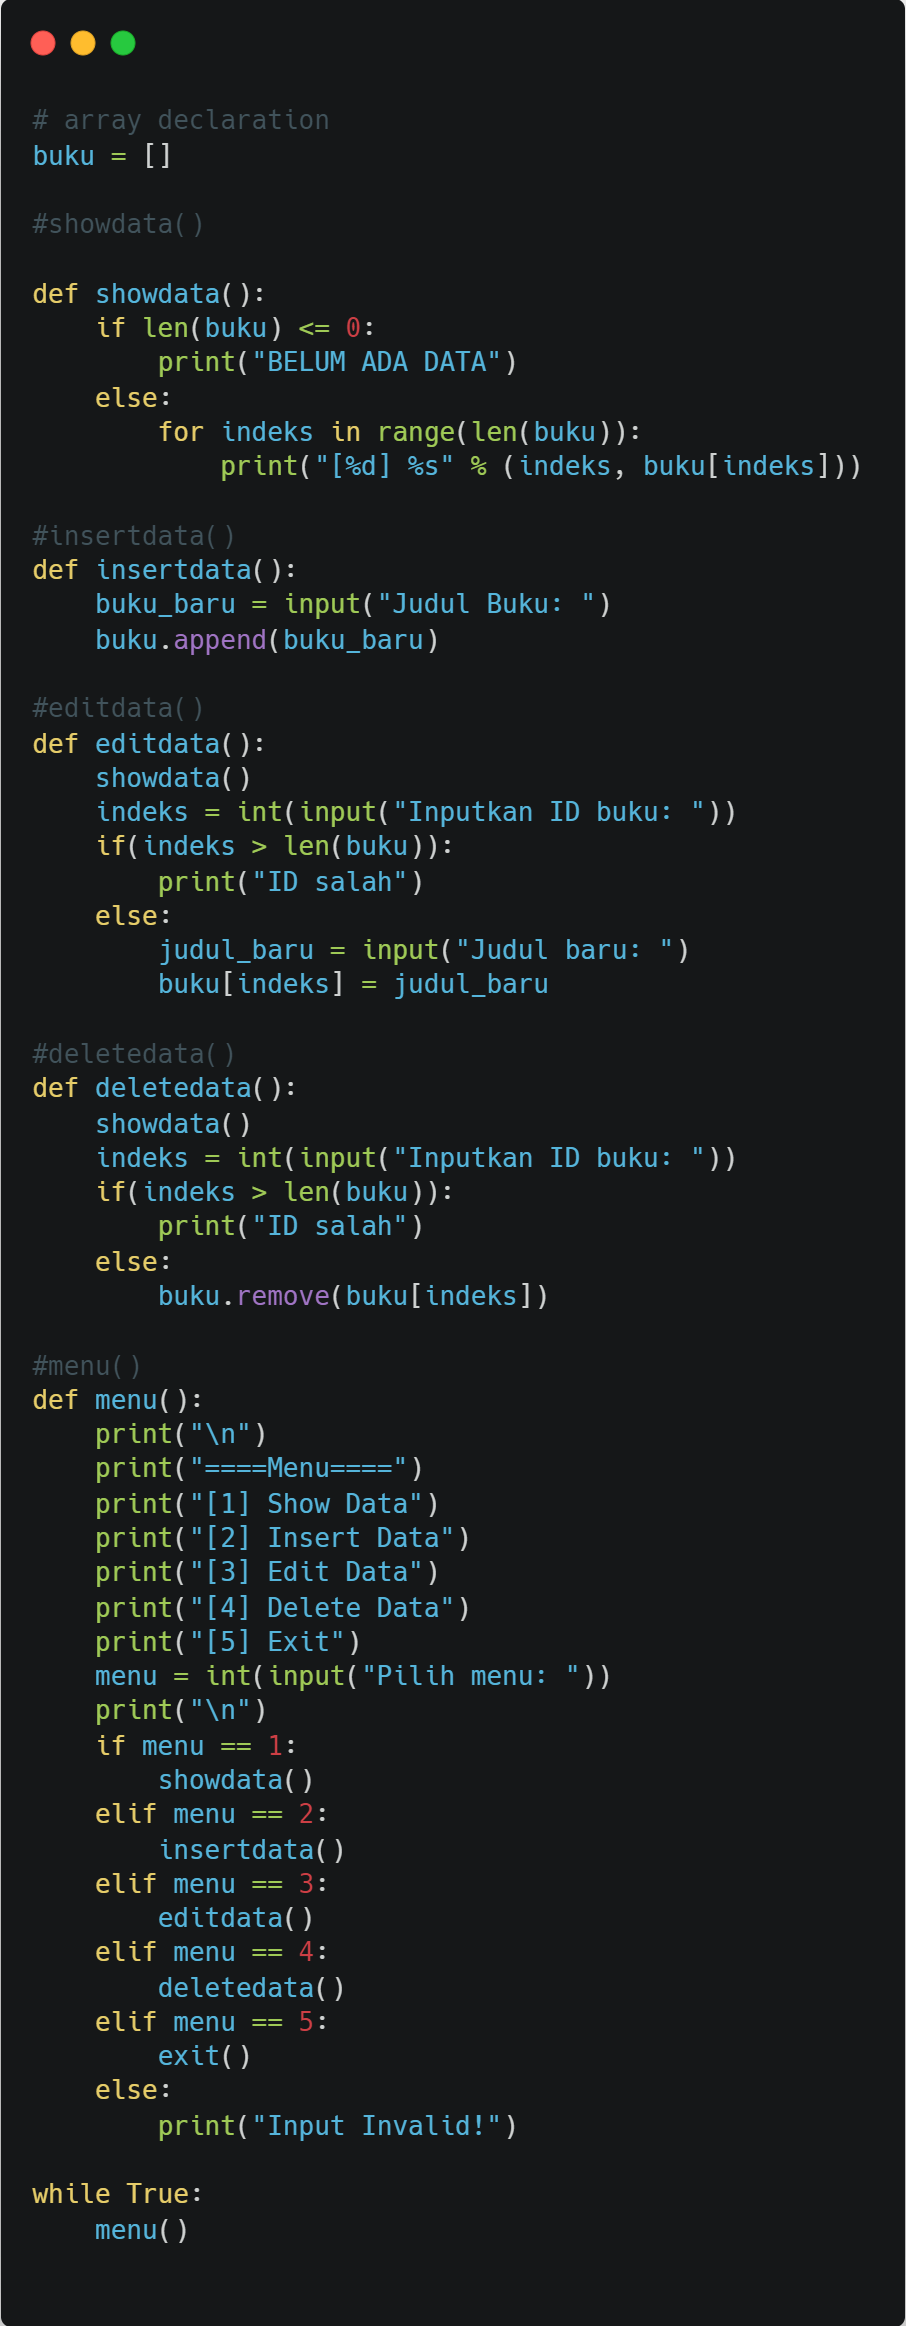 # array declaration
buku = []
#showdata()
def showdata():
    if len(buku) <= 0:
        print("BELUM ADA DATA")
    else:
        for indeks in range(len(buku)):
            print("[%d] %s" % (indeks, buku[indeks]))
#insertdata()
def insertdata():
    buku_baru = input("Judul Buku: ")
    buku.append(buku_baru)
#editdata()
def editdata():
    showdata()
    indeks = int(input("Inputkan ID buku: "))
    if(indeks > len(buku)):
        print("ID salah")
    else:
        judul_baru = input("Judul baru: ")
        buku[indeks] = judul_baru
#deletedata()
def deletedata():
    showdata()
    indeks = int(input("Inputkan ID buku: "))
    if(indeks > len(buku)):
        print("ID salah")
    else:
        buku.remove(buku[indeks])
#menu()
def menu():
    print("\n")
    print("====Menu====")
    print("[1] Show Data")
    print("[2] Insert Data")
    print("[3] Edit Data")
    print("[4] Delete Data")
    print("[5] Exit")
    menu = int(input("Pilih menu: "))
    print("\n")
    if menu == 1:
        showdata()
    elif menu == 2:
        insertdata()
    elif menu == 3:
        editdata()
    elif menu == 4:
        deletedata()
    elif menu == 5:
        exit()
    else:
        print("Input Invalid!")
while True:
    menu()